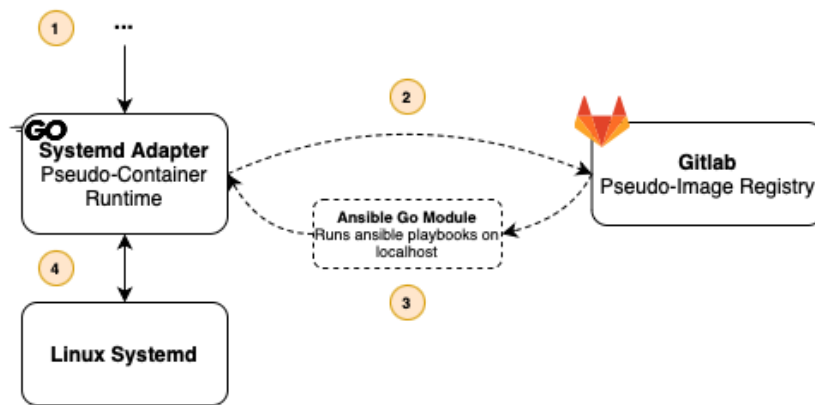 1
...
2
GO
Systemd Adapter
Pseudo-Container
Runtime
Gitlab
Pseudo-Image Registry
Ansible Go Module
Runs ansible playbooks on
localhost
4
3
Linux Systemd